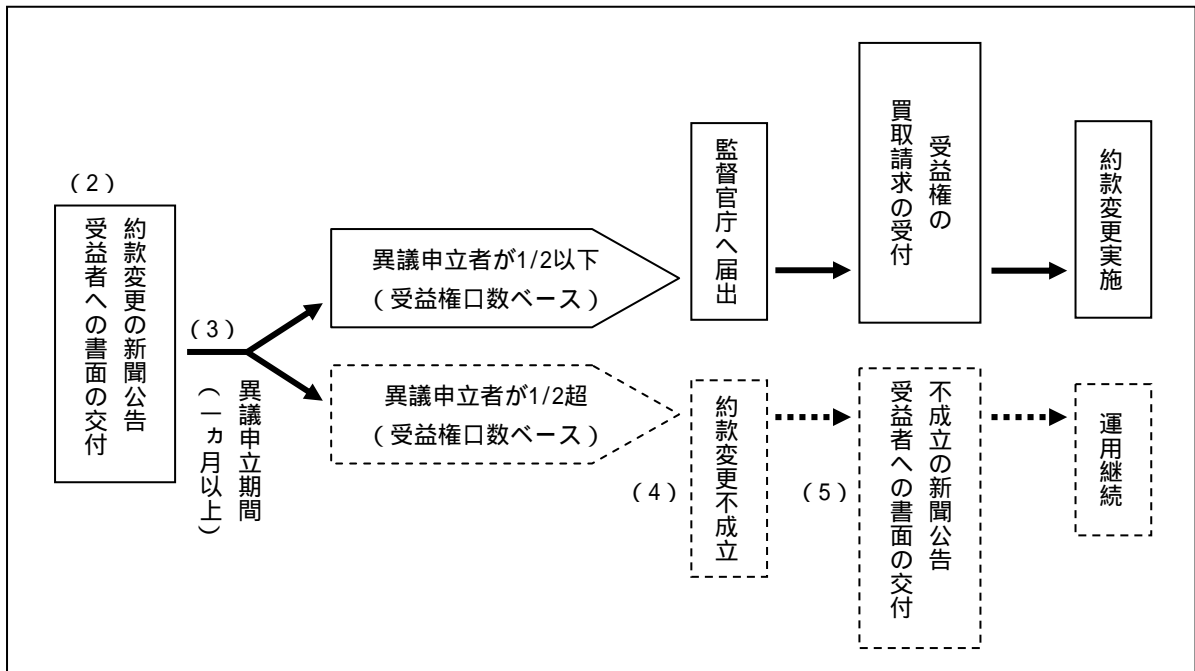 (2)
約款変更の新聞公告
受益者への書面の交付
(3)
異議申立期間
(一ヵ月以上)
異議申立者が1/2以下
(受益権口数ベース)
監督官庁へ届出
受益権の
買取請求の受付
約款変更実施
異議申立者が1/2超
(受益権口数ベース)
(4)
約款変更不成立
(5)
不成立の新聞公告
受益者への書面の交付
運用継続